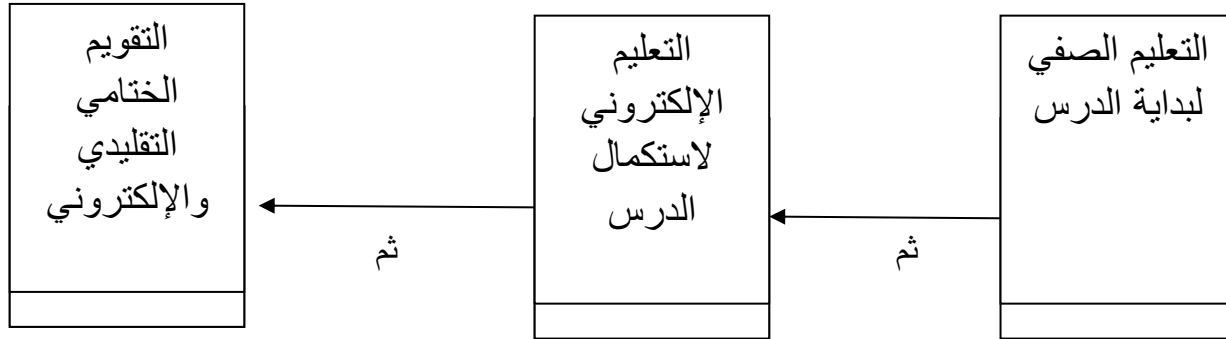 التعليم الصفي
لبداية الدرس
ثم
التعليم
الإلكتروني
لاستكمال
الدرس
ثم
التقويم
الختامي
التقليدي
والإلكتروني